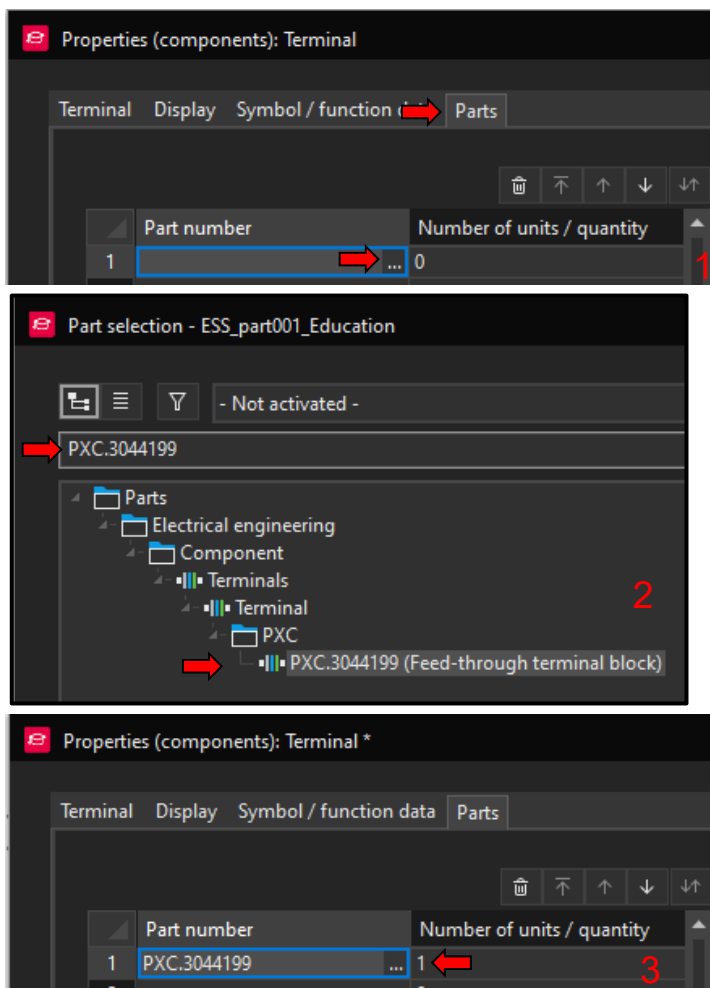 Properties (components): Terminal
Terminal Display Symbol / function Parts
Part number Number of units / quantity
1 ... 0
1
Part selection - ESS_part001_Education
- Not activated -
PXC.3044199
Parts
Electrical engineering
Component
Terminals
Terminal
2
PXC
PXC.3044199 (Feed-through terminal block)
Properties (components): Terminal *
Terminal Display Symbol / function data Parts
Part number Number of units / quantity
1 PXC.3044199 ... 1
3